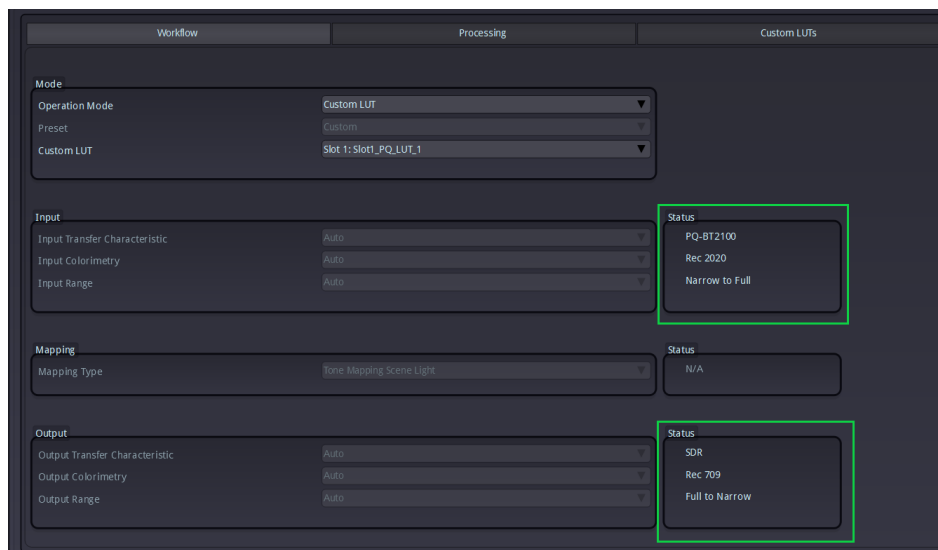 Workflow Processing Custom LUTs
Mode
Operation Mode Custom LUT
Preset Custom
Custom LUT Slot 1: Slot1_PQ_LUT_1
Input Status
Input Transfer Characteristic Auto PQ-BT2100
Input Colorimetry Auto Rec 2020
Input Range Auto Narrow to Full
Mapping Status
Mapping Type Tone Mapping Scene Light N/A
Output Status
Output Transfer Characteristic Auto SDR
Output Colorimetry Auto Rec 709
Output Range Auto Full to Narrow